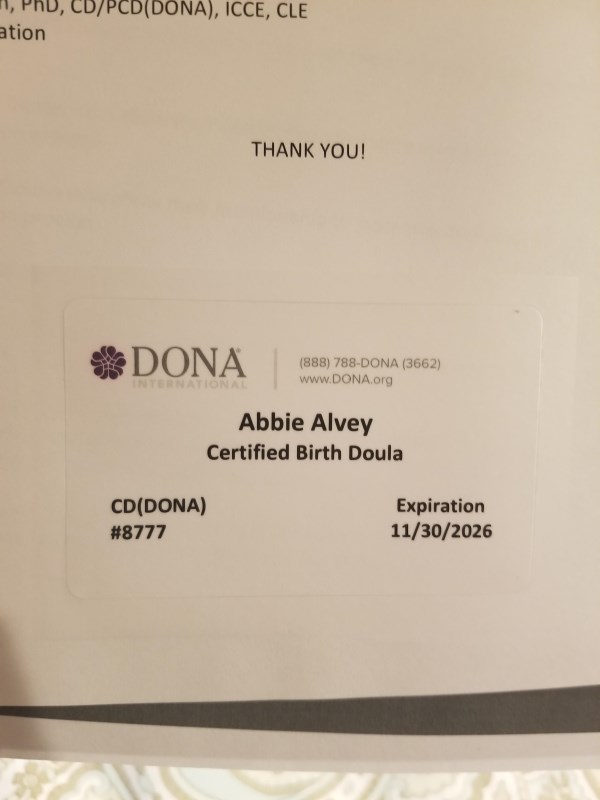 PhD, CD/PCD(DONA), ICCE, CLE
THANK YOU!
DONA
INTERNATIONAL
(888) 788-DONA (3662)
www.DONA.org
Abbie Alvey
Certified Birth Doula
CD(DONA)
#8777
Expiration
11/30/2026